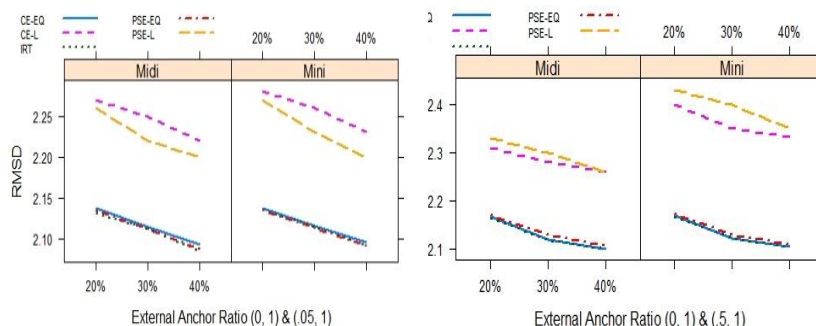 CE-EQ PSE-EQ
CE-L PSE-L
IRT
20% 30% 40%
Midi Mini
RMSD
2.25
2.20
2.15
2.10
20% 30% 40%
External Anchor Ratio (0, 1) & (.05, 1)
Q PSE-EQ
PSE-L
20% 30% 40%
Midi Mini
2.4
2.3
2.2
2.1
20% 30% 40%
External Anchor Ratio (0, 1) & (.5, 1)